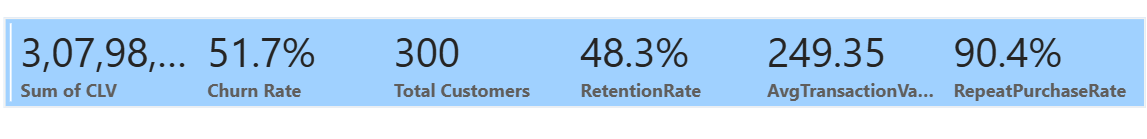 3,07,98,... 51.7% 300 48.3% 249.35 90.4%
Sum of CLV Churn Rate Total Customers RetentionRate AvgTransactionVa... RepeatPurchaseRate